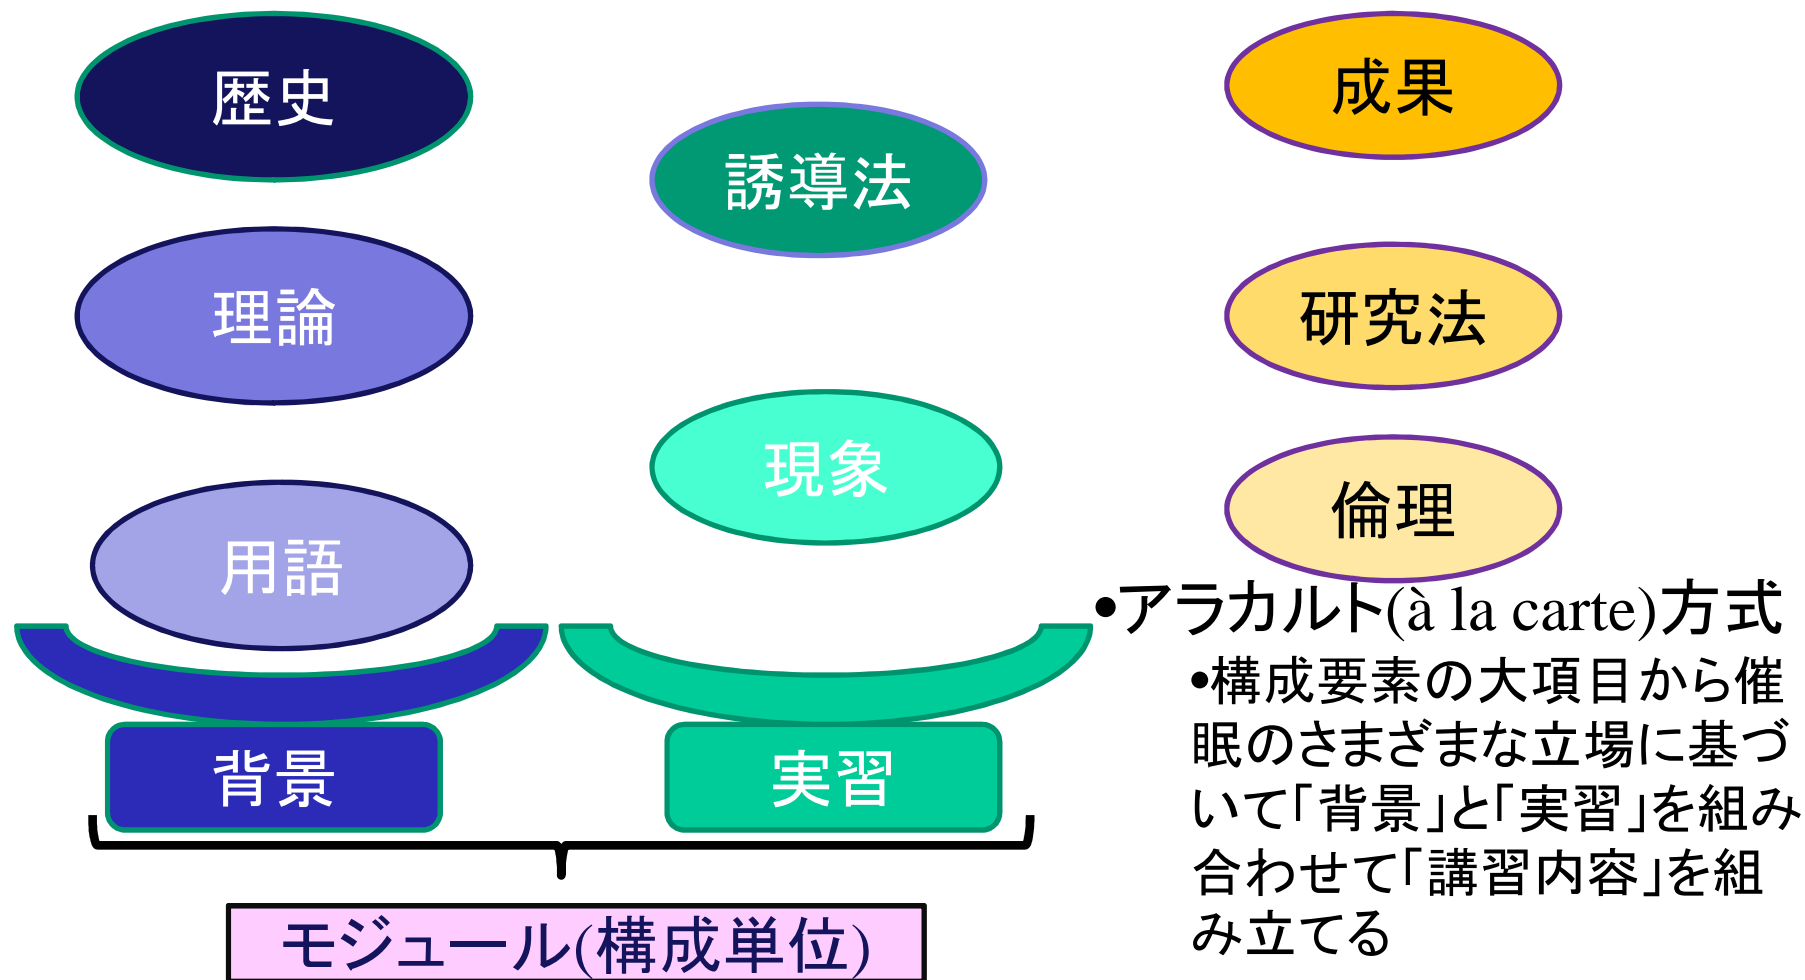 歴史
理論
用語
背景
誘導法
現象
実習
モジュール(構成単位)
成果
研究法
倫理
•アラカルト(à la carte)方式
•構成要素の大項目から催
眠のさまざまな立場に基づ
いて「背景」と「実習」を組み
合わせて「講習内容」を組
み立てる